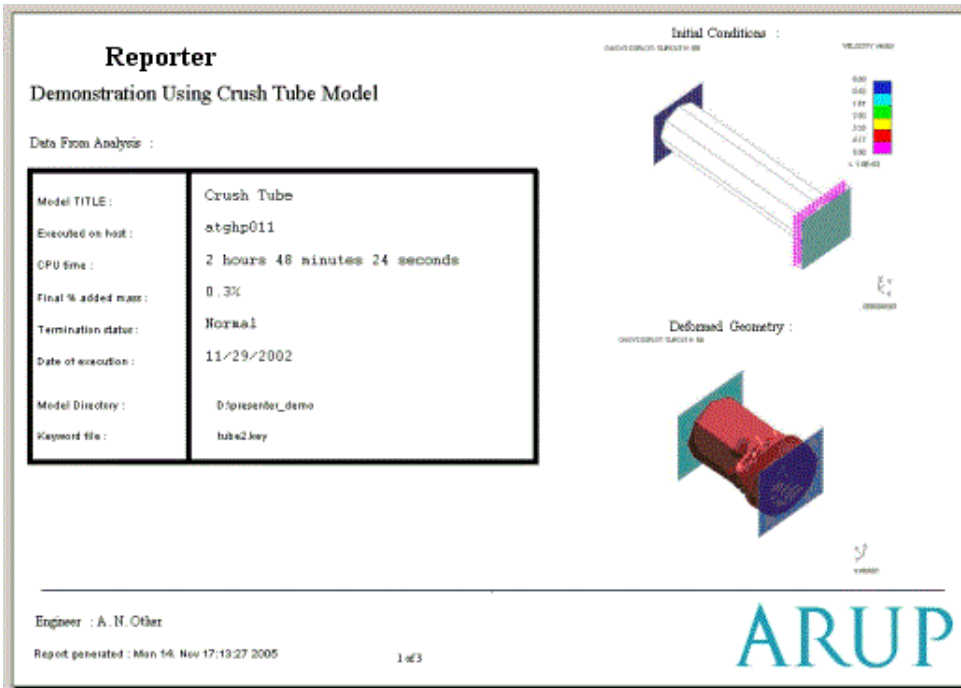 Reporter
Demonstration Using Crush Tube Model
Data From Analysis :
Model TITLE : Crush Tube
Executed on host : atghp011
CPU time : 2 hours 48 minutes 24 seconds
Final % added mass : 0.3%
Termination status : Normal
Date of execution : 11/29/2002
Model Directory : D:\presenter_demo
Keyword file : tube2.key
Initial Conditions :
Deformed Geometry :
Engineer : A. N. Other
Report generated : Mon 14. Nov 17:13:27 2005
1 of 3
ARUP